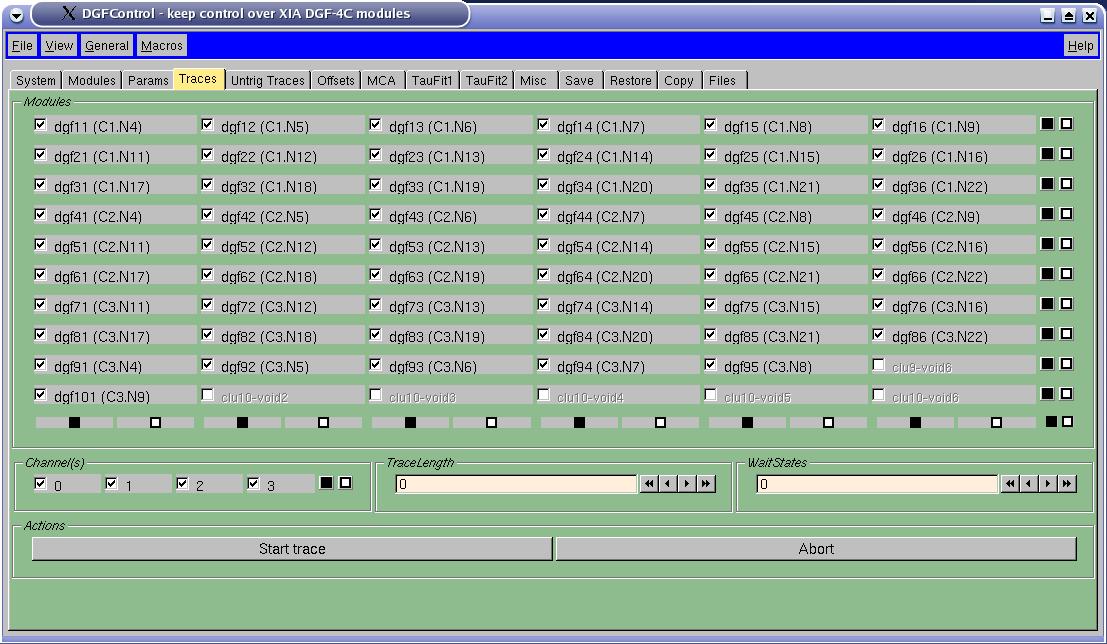 DGFControl - keep control over XIA DGF-4C modules
File View General Macros Help
System Modules Params Traces Untrig Traces Offsets MCA TauFit1 TauFit2 Misc Save Restore Copy Files
Modules
dgf11 (C1.N4) dgf12 (C1.N5) dgf13 (C1.N6) dgf14 (C1.N7) dgf15 (C1.N8) dgf16 (C1.N9)
dgf21 (C1.N11) dgf22 (C1.N12) dgf23 (C1.N13) dgf24 (C1.N14) dgf25 (C1.N15) dgf26 (C1.N16)
dgf31 (C1.N17) dgf32 (C1.N18) dgf33 (C1.N19) dgf34 (C1.N20) dgf35 (C1.N21) dgf36 (C1.N22)
dgf41 (C2.N4) dgf42 (C2.N5) dgf43 (C2.N6) dgf44 (C2.N7) dgf45 (C2.N8) dgf46 (C2.N9)
dgf51 (C2.N11) dgf52 (C2.N12) dgf53 (C2.N13) dgf54 (C2.N14) dgf55 (C2.N15) dgf56 (C2.N16)
dgf61 (C2.N17) dgf62 (C2.N18) dgf63 (C2.N19) dgf64 (C2.N20) dgf65 (C2.N21) dgf66 (C2.N22)
dgf71 (C3.N11) dgf72 (C3.N12) dgf73 (C3.N13) dgf74 (C3.N14) dgf75 (C3.N15) dgf76 (C3.N16)
dgf81 (C3.N17) dgf82 (C3.N18) dgf83 (C3.N19) dgf84 (C3.N20) dgf85 (C3.N21) dgf86 (C3.N22)
dgf91 (C3.N4) dgf92 (C3.N5) dgf93 (C3.N6) dgf94 (C3.N7) dgf95 (C3.N8) clu9-void6
dgf101 (C3.N9) clu10-void2 clu10-void3 clu10-void4 clu10-void5 clu10-void6
Channel(s) TraceLength WaitStates
0 1 2 3 0 0
Actions
Start trace Abort